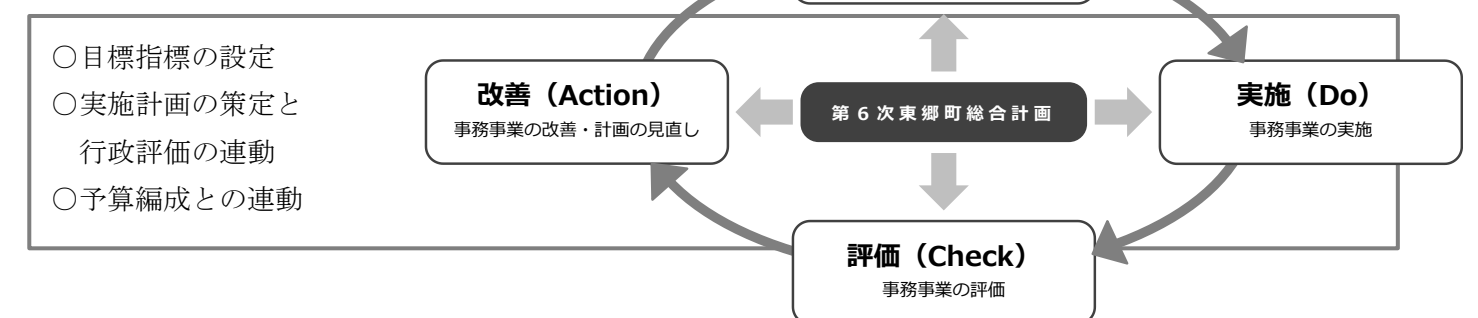 ○目標指標の設定
○実施計画の策定と
行政評価の連動
○予算編成との連動
改善（Action）
事務事業の改善・計画の見直し
第６次東郷町総合計画
実施（Do）
事務事業の実施
評価（Check）
事務事業の評価